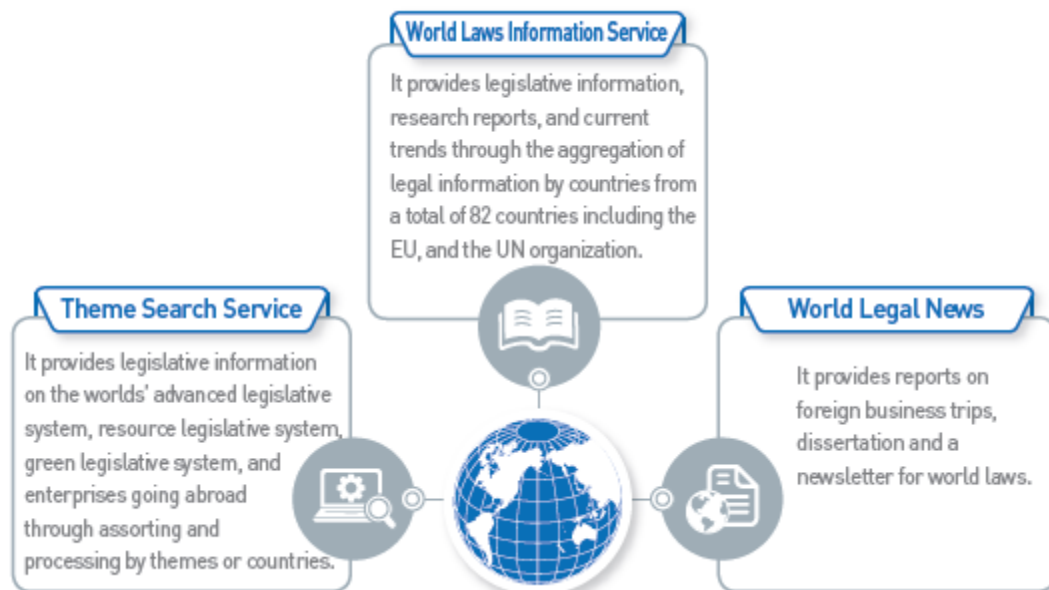 World Laws Information Service
It provides legislative information,
research reports, and current
trends through the aggregation of
legal information by countries from
a total of 82 countries including the
EU, and the UN organization.
Theme Search Service
It provides legislative information
on the worlds' advanced legislative
system, resource legislative system,
green legislative system, and
enterprises going abroad
through assorting and
processing by themes or countries.
World Legal News
It provides reports on
foreign business trips,
dissertation and a
newsletter for world laws.